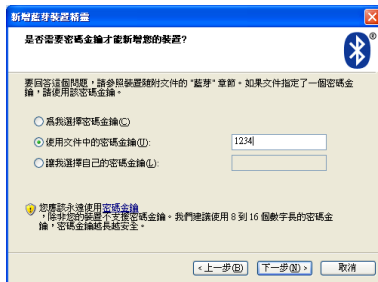 新增藍芽裝置精靈
是否需要密碼金鑰才能新增您的裝置?
要回答這個問題，請參照裝置隨附文件的 "藍芽" 章節。如果文件指定了一個密碼金
鑰，請使用該密碼金鑰。
為我選擇密碼金鑰(C)
使用文件中的密碼金鑰(U):
1234
讓我選擇自己的密碼金鑰(L):
您應該永遠使用密碼金鑰
，除非您的裝置不支援密碼金鑰。我們建議使用 8 到 16 個數字長的密碼金
鑰，密碼金鑰越長越安全。
<上一步(B)
下一步(N)>
取消